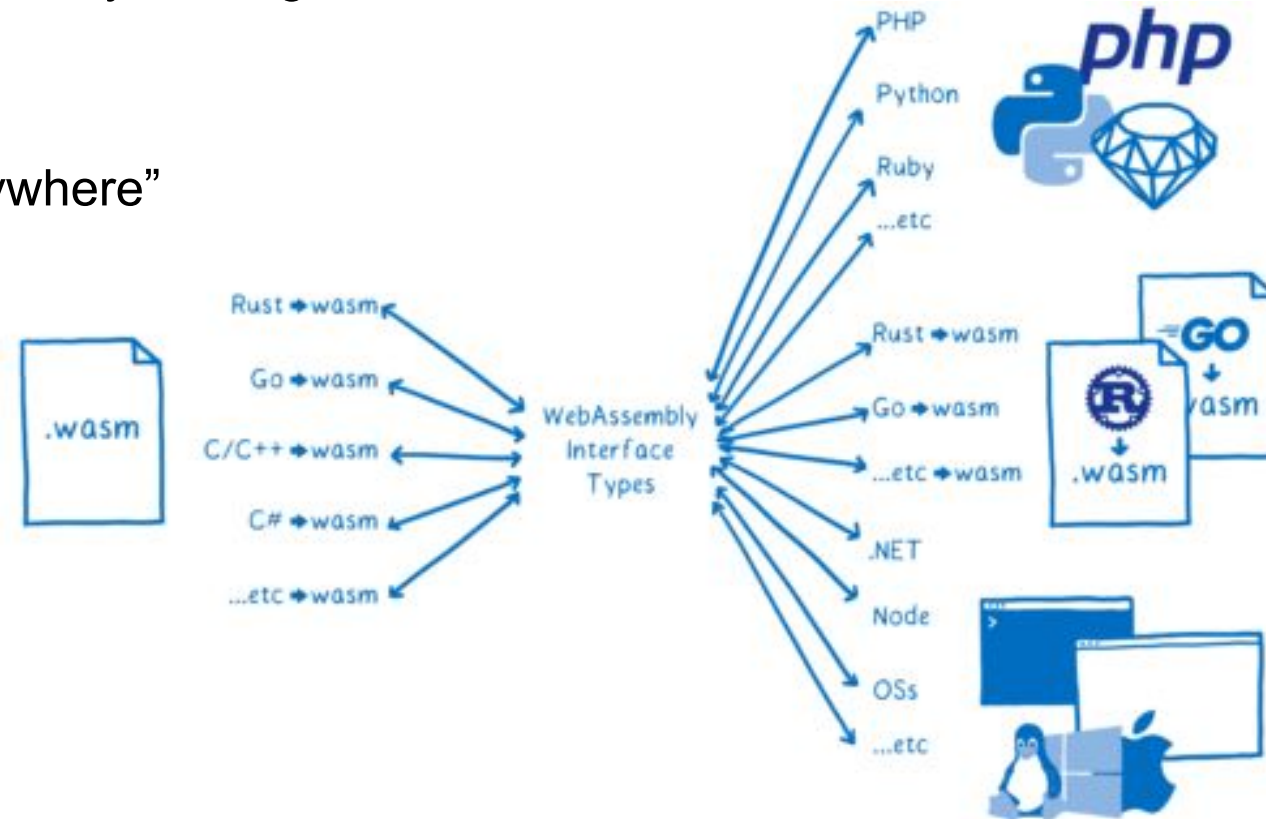 ywhere”
.wasm
Rust➜wasm
Go➜wasm
C/C++➜wasm
C#➜wasm
...etc➜wasm
WebAssembly
Interface
Types
PHP
Python
Ruby
...etc
Rust➜wasm
Go➜wasm
...etc➜wasm
.NET
Node
OSs
...etc
php
GO
asm
R
.wasm
>